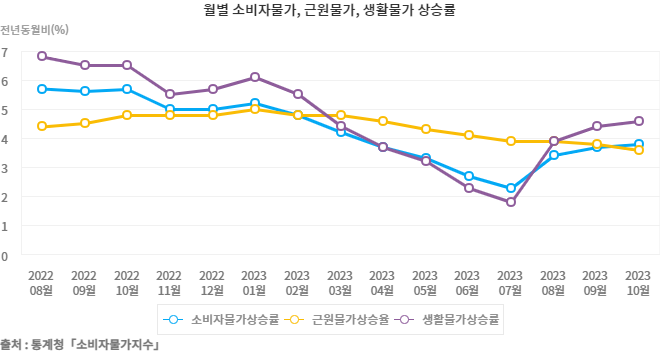 월별 소비자물가, 근원물가, 생활물가 상승률
전년동월비(%)
7
6
5
4
3
2
1
0
2022 2022 2022 2022 2022 2023 2023 2023 2023 2023 2023 2023 2023 2023 2023
08월 09월 10월 11월 12월 01월 02월 03월 04월 05월 06월 07월 08월 09월 10월
소비자물가상승률 근원물가상승율 생활물가상승률
출처 : 통계청「소비자물가지수」